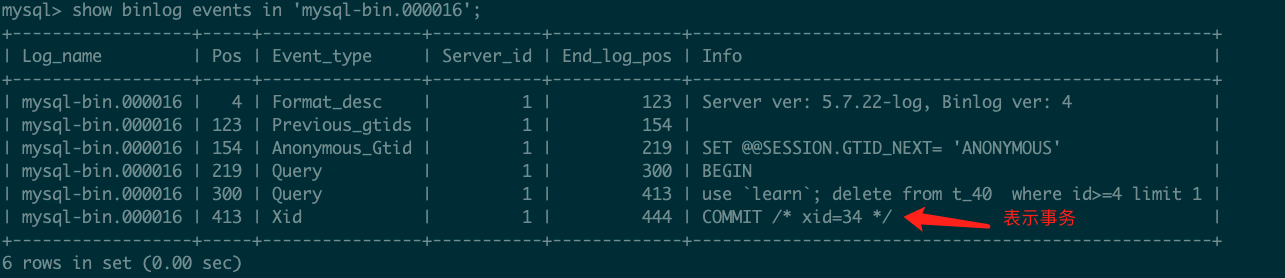 mysql> show binlog events in 'mysql-bin.000016';
+------------------+-----+----------------+-----------+-------------+--------------------------------------------------+
| Log_name         | Pos | Event_type     | Server_id | End_log_pos | Info                                             |
+------------------+-----+----------------+-----------+-------------+--------------------------------------------------+
| mysql-bin.000016 |   4 | Format_desc    |         1 |         123 | Server ver: 5.7.22-log, Binlog ver: 4            |
| mysql-bin.000016 | 123 | Previous_gtids |         1 |         154 |                                                  |
| mysql-bin.000016 | 154 | Anonymous_Gtid |         1 |         219 | SET @@SESSION.GTID_NEXT= 'ANONYMOUS'             |
| mysql-bin.000016 | 219 | Query          |         1 |         300 | BEGIN                                            |
| mysql-bin.000016 | 300 | Query          |         1 |         413 | use `learn`; delete from t_40  where id>=4 limit 1 |
| mysql-bin.000016 | 413 | Xid            |         1 |         444 | COMMIT /* xid=34 */ 表示事务 |
+------------------+-----+----------------+-----------+-------------+--------------------------------------------------+
6 rows in set (0.00 sec)